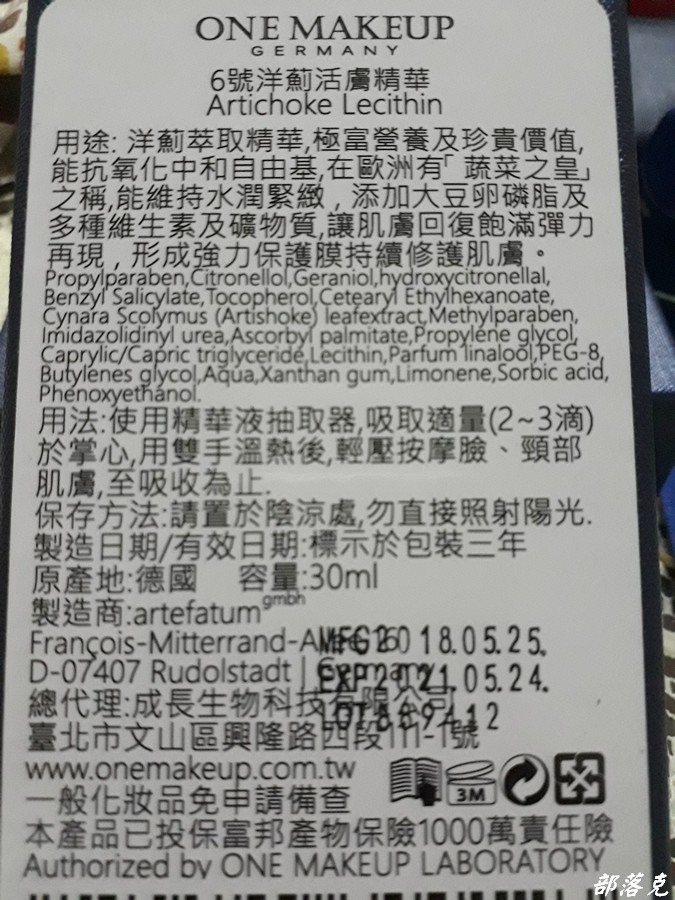 ONE MAKEUP
GERMANY
6號洋薊活膚精華
Artichoke Lecithin
用途: 洋薊萃取精華,極富營養及珍貴價值,
能抗氧化中和自由基,在歐洲有「蔬菜之皇」
之稱,能維持水潤緊緻，添加大豆卵磷脂及
多種維生素及礦物質,讓肌膚回復飽滿彈力
再現，形成強力保護膜持續修護肌膚。
Propylparaben,Citronellol,Geraniol,hydroxycitronellal,
Benzyl Salicylate,Tocopherol,Cetearyl Ethylhexanoate,
Cynara Scolymus (Artishoke) leafextract,Methylparaben,
Imidazolidinyl urea,Ascorbyl palmitate,Propylene glycol,
Caprylic/Capric triglyceride,Lecithin,Parfum linalool,PEG-8,
Butylenes glycol,Aqua,Xanthan gum,Limonene,Sorbic acid,
Phenoxyethanol.
用法:使用精華液抽取器,吸取適量(2~3滴)
於掌心,用雙手溫熱後,輕壓按摩臉、頸部
肌膚,至吸收為止.
保存方法:請置於陰涼處,勿直接照射陽光.
製造日期/有效日期:標示於包裝三年
原產地:德國 容量:30ml
製造商:artefatum gmbh
François-Mitterrand-
MFG2018.05.25.
D-07407 Rudolstadt |
EXP2021.05.24.
總代理:成長生物科技有限公司
LOT889412
臺北市文山區興隆路四段111-1號
www.onemakeup.com.tw
3M
一般化妝品免申請備查
本產品已投保富邦產物保險1000萬責任險
Authorized by ONE MAKEUP LABORATORY
部落克